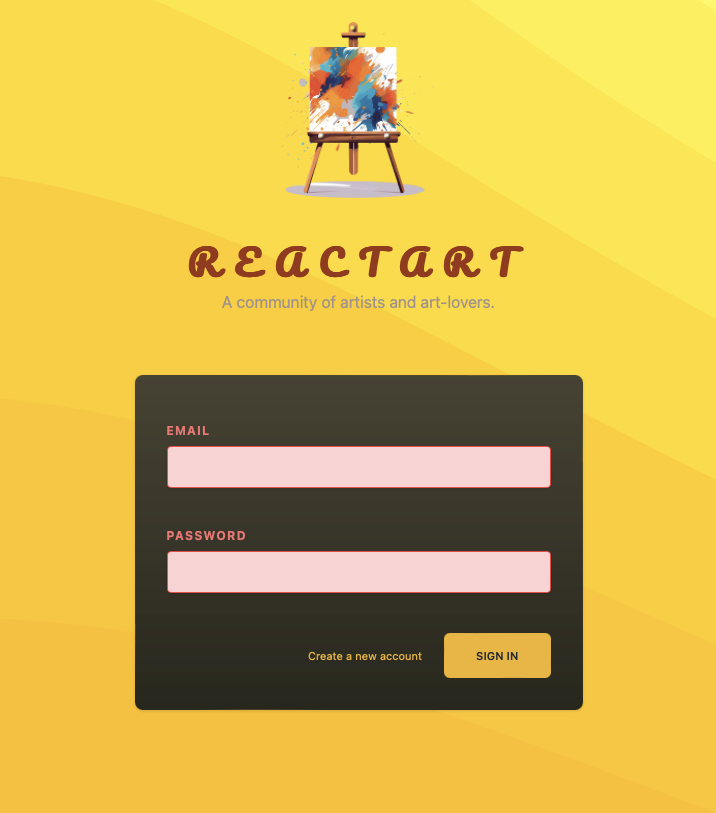 REACTART
A community of artists and art-lovers.
EMAIL
PASSWORD
Create a new account
SIGN IN